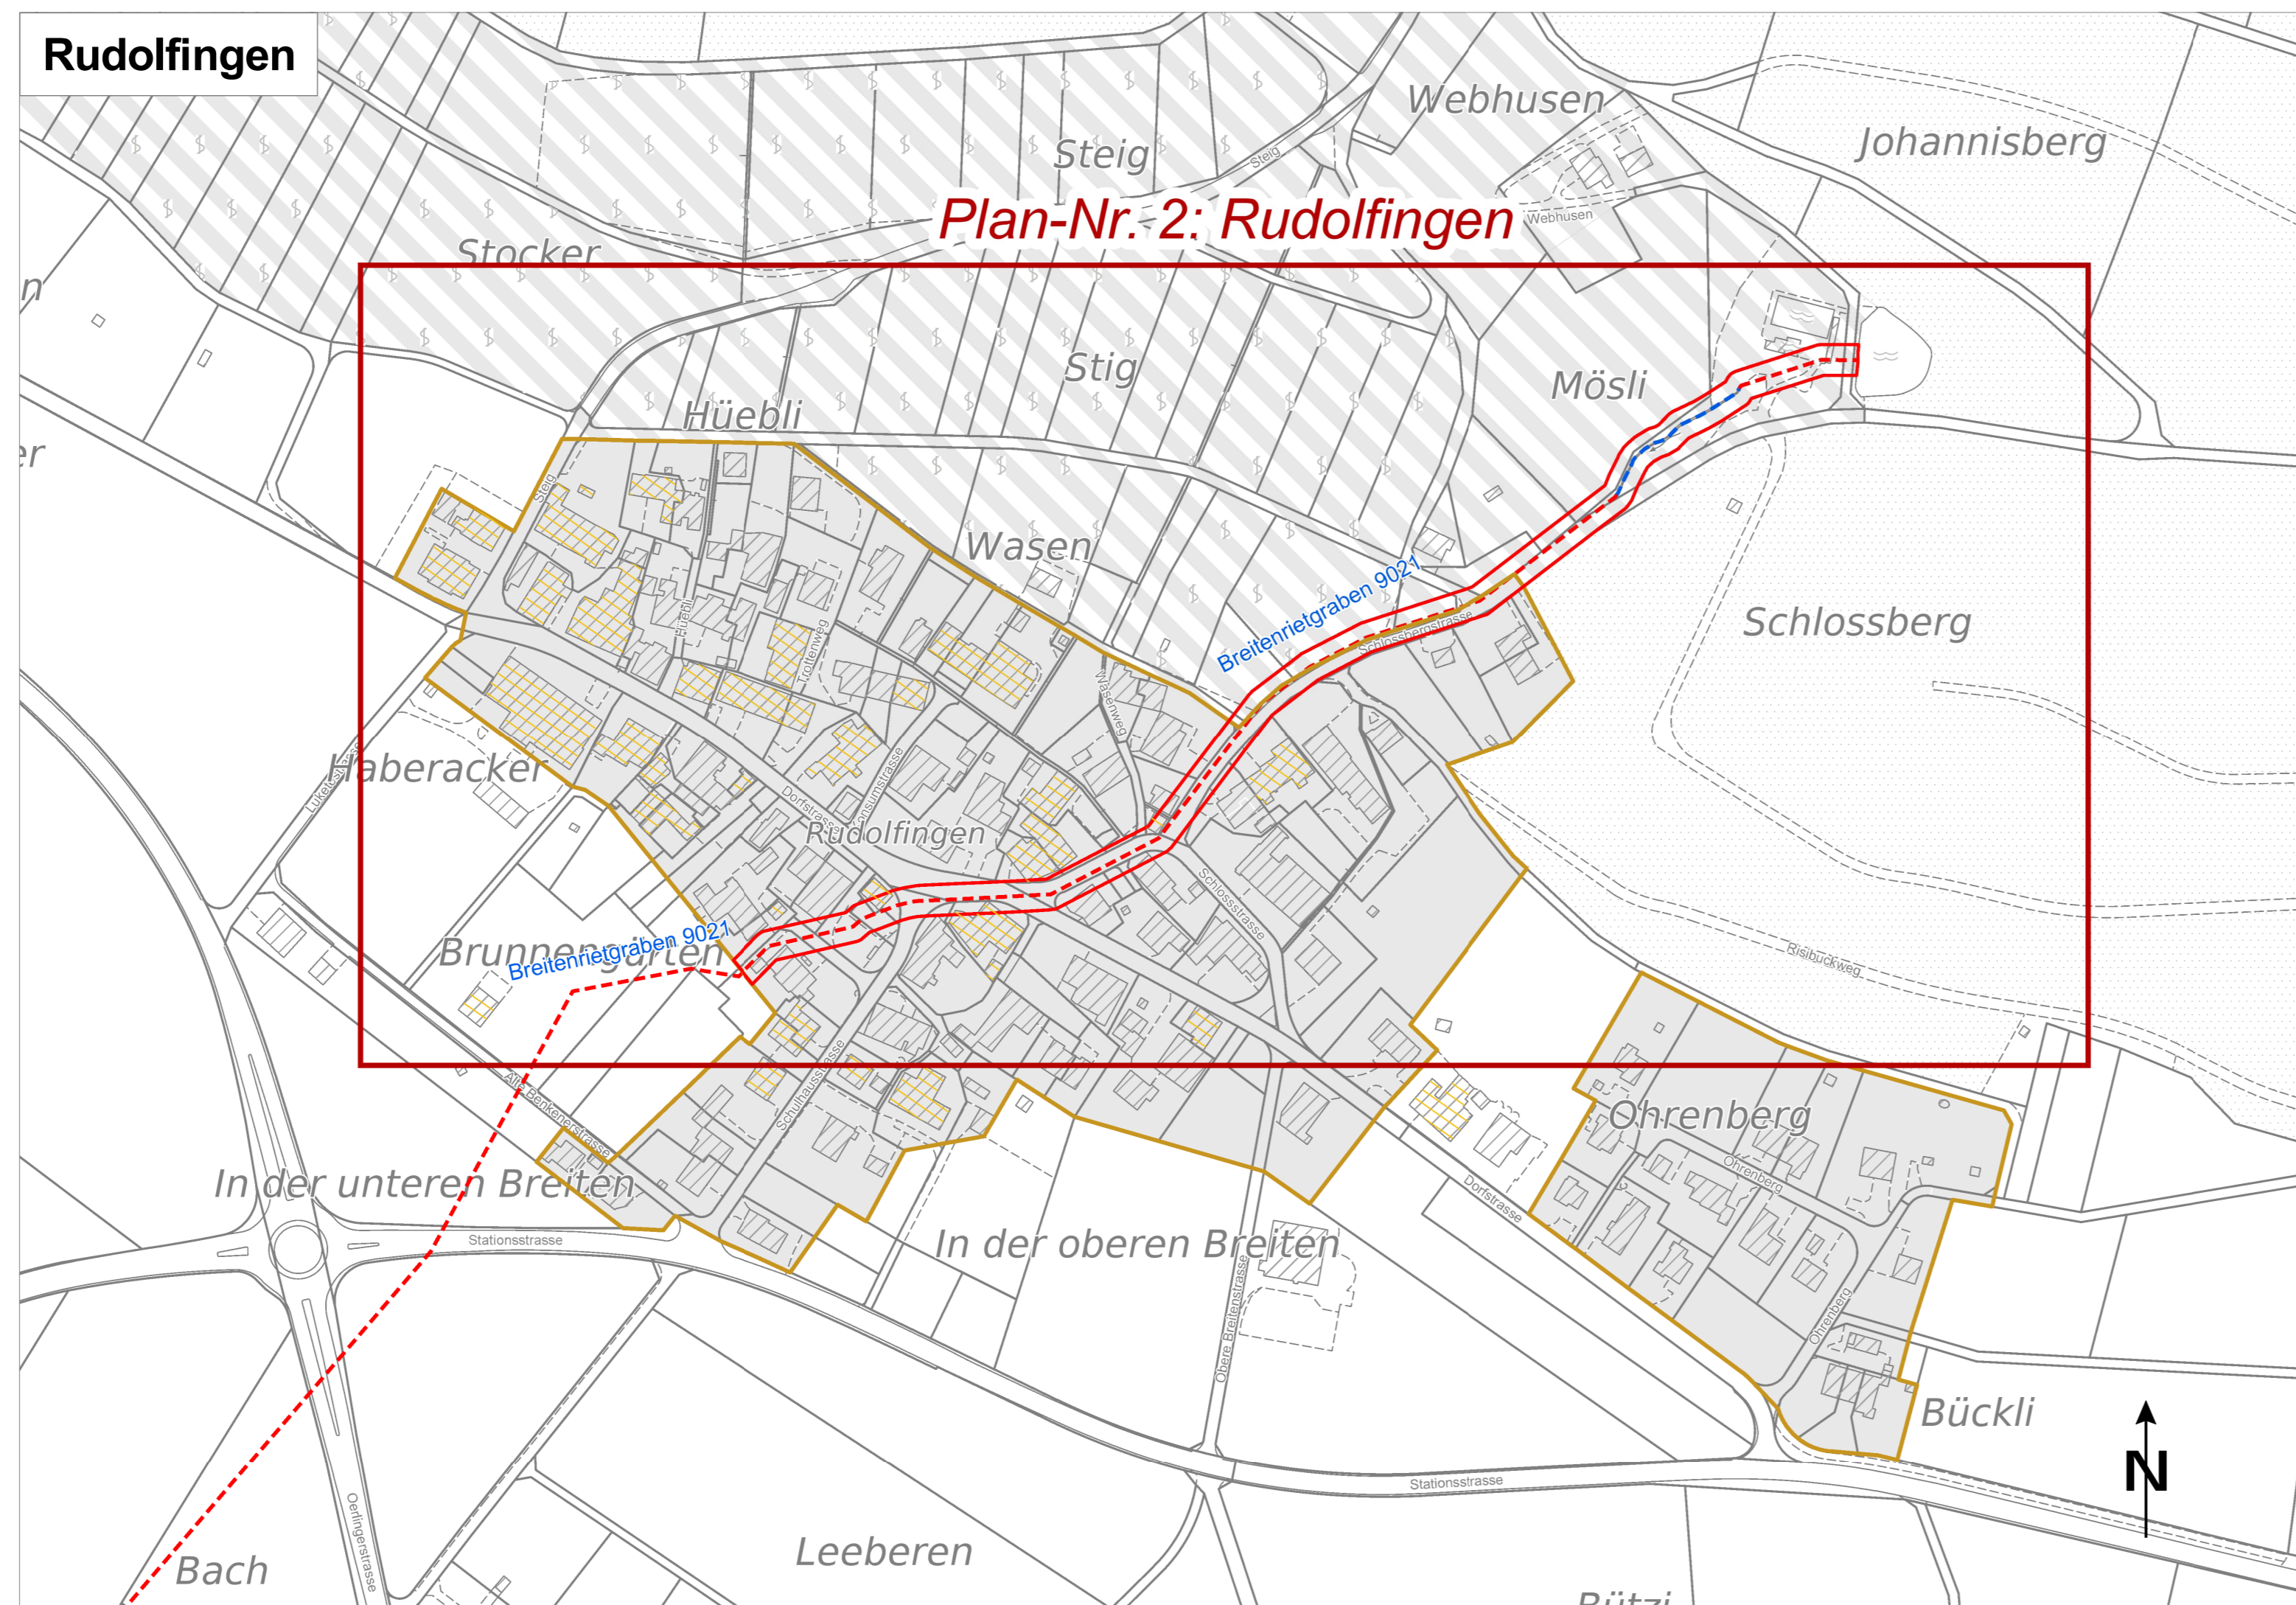 Rudolfingen
Webhusen
Johannisberg
Steig
Steig
Plan-Nr. 2: Rudolfingen
Webhusen
Stocker
Stig
Mösli
Hüebli
Steig
Wasen
Breitenrietgraben 9021
Schlossbergstrasse
Schlossberg
Hüebli
Trottenweg
Wasenweg
Haberacker
Dorfstrasse
Konsumstrasse
Rudolfingen
Schlossstrasse
Breitenrietgraben 9021
Brunnengärten
Risibuckweg
Alte Benkenerstrasse
Schulhausstrasse
Ohrenberg
Ohrenberg
In der unteren Breiten
Dorfstrasse
Stationsstrasse
In der oberen Breiten
Obere Breitenstrasse
Ohrenberg
Bückli
N
Stationsstrasse
Oerlingerstrasse
Leeberen
Bach